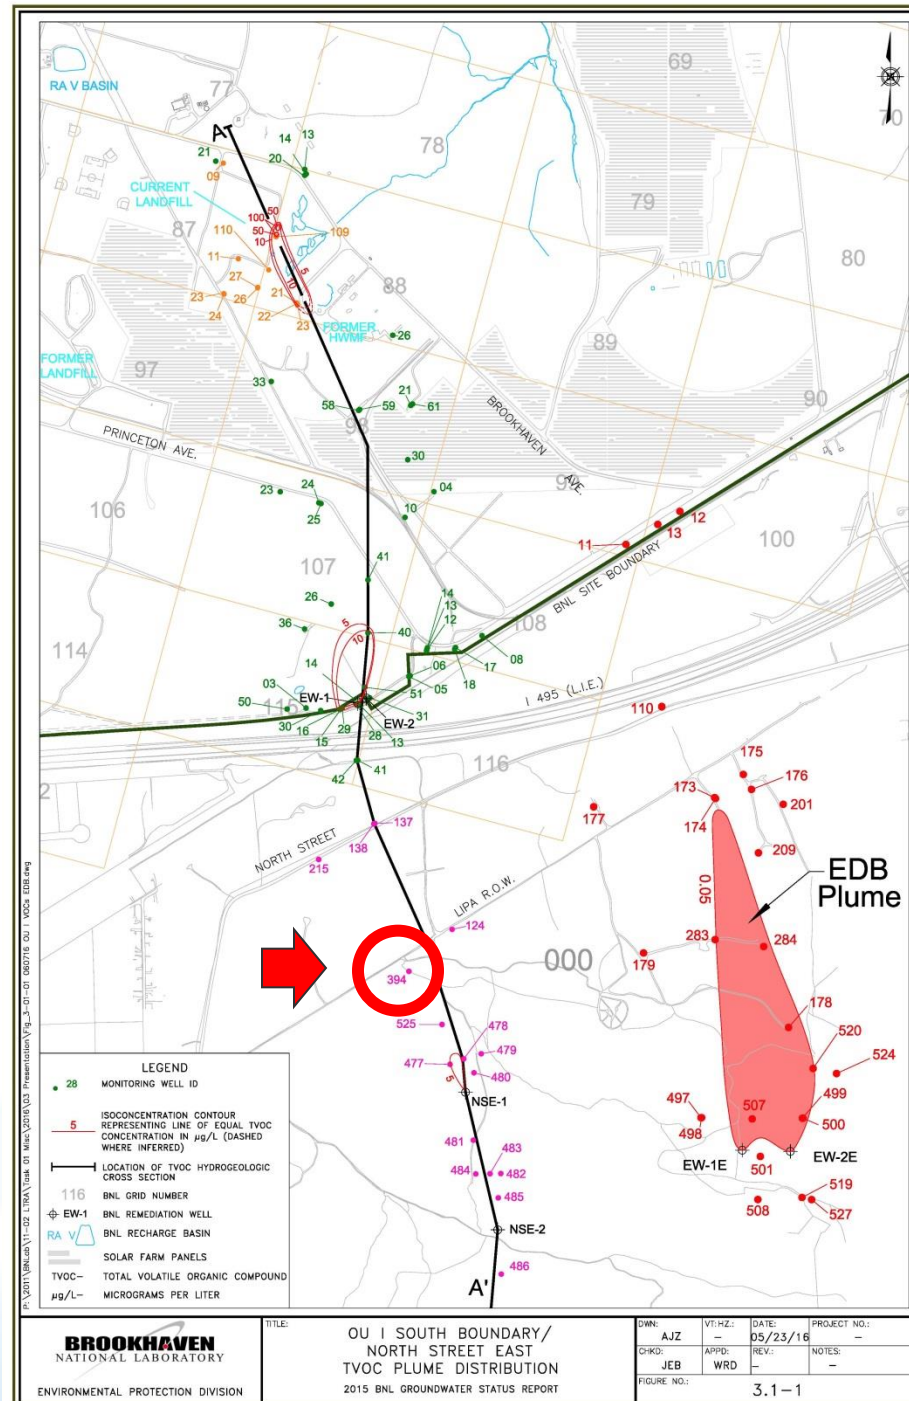 RA V BASIN
77
69
70
78
A
14
13
20
21
09
CURRENT
LANDFILL
79
80
87
100
50
50
10
109
110
5
10
11
27
26
21
23
24
22
23
88
FORMER
HWMF
26
89
FORMER
LANDFILL
97
33
21
61
58
59
98
90
BROOKHAVEN
AVE.
PRINCETON AVE.
30
04
99
23
24
25
10
106
12
13
11
100
107
41
BNL SITE BOUNDARY
26
36
5
10
40
14
13
12
108
08
17
18
114
14
06
05
03
EW-1
51
50
115
30
16
15
29
28
EW-2
31
13
I 495 (L.I.E.)
110
42
41
116
2
175
176
173
174
201
177
137
138
NORTH STREET
215
209
LIPA R.O.W.
0.05
EDB
Plume
124
000
283
284
179
394
525
178
478
479
520
524
477
480
5
NSE-1
497
498
507
499
500
481
483
EW-1E
501
EW-2E
484
482
485
508
519
527
NSE-2
486
A'
LEGEND
28 MONITORING WELL ID
5 ISOCONCENTRATION CONTOUR
REPRESENTING LINE OF EQUAL TVOC
CONCENTRATION IN µg/L (DASHED
WHERE INFERRED)
LOCATION OF TVOC HYDROGEOLOGIC
CROSS SECTION
116 BNL GRID NUMBER
EW-1 BNL REMEDIATION WELL
RA V BNL RECHARGE BASIN
SOLAR FARM PANELS
TVOC- TOTAL VOLATILE ORGANIC COMPOUND
µg/L- MICROGRAMS PER LITER
BROOKHAVEN
NATIONAL LABORATORY
ENVIRONMENTAL PROTECTION DIVISION
TITLE:
OU I SOUTH BOUNDARY/
NORTH STREET EAST
TVOC PLUME DISTRIBUTION
2015 BNL GROUNDWATER STATUS REPORT
DWN: AJZ
VT.:HZ.: –
DATE: 05/23/16
PROJECT NO.: –
CHKD: JEB
APPD: WRD
REV.: –
NOTES: –
FIGURE NO.:
3.1-1